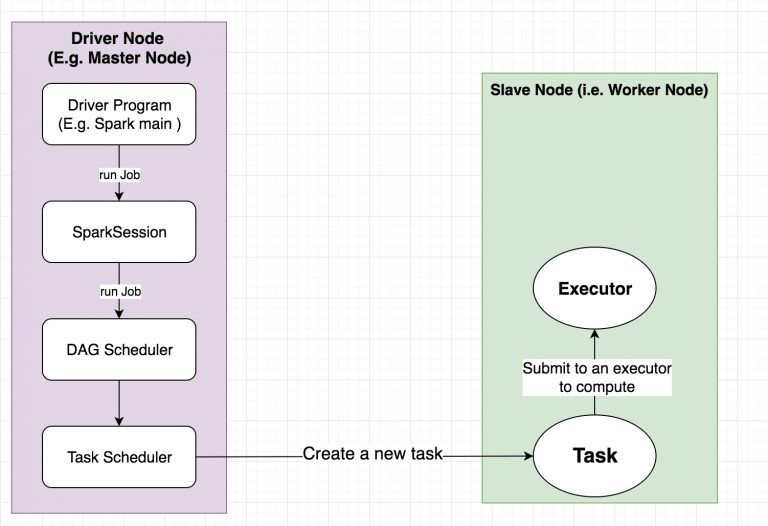 Driver Node
(E.g. Master Node)
Driver Program
(E.g. Spark main )
run Job
SparkSession
run Job
DAG Scheduler
Task Scheduler
Create a new task
Slave Node (i.e. Worker Node)
Executor
Submit to an executor
to compute
Task